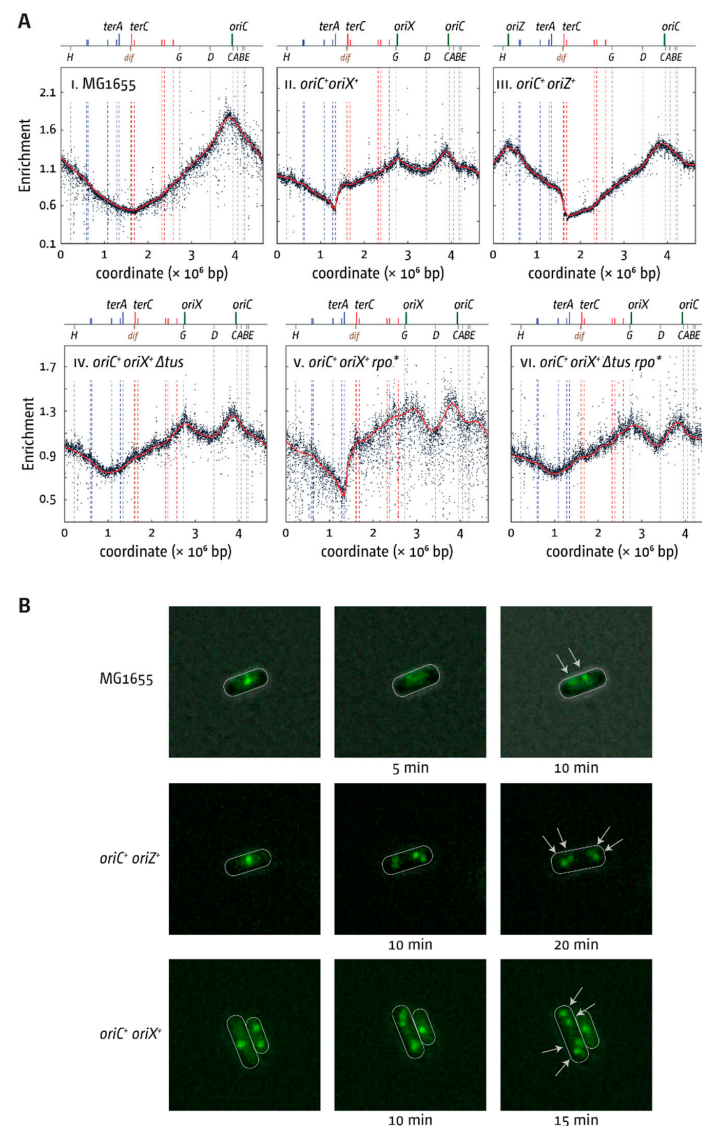 A
terA terC oriC
H dif G D CABE
I. MG1655
terA terC oriX oriC
H dif G D CABE
II. oriC⁺oriX⁺
oriZ terA terC oriC
H dif G D CABE
III. oriC⁺ oriZ⁺
Enrichment
2.1
1.6
1.1
0.6
0.1
0 1 2 3 4
0 1 2 3 4
0 1 2 3 4
coordinate (× 10⁶ bp)
coordinate (× 10⁶ bp)
coordinate (× 10⁶ bp)
terA terC oriX oriC
H dif G D CABE
IV. oriC⁺ oriX⁺ Δtus
terA terC oriX oriC
H dif G D CABE
V. oriC⁺ oriX⁺ rpo*
terA terC oriX oriC
H dif G D CABE
VI. oriC⁺ oriX⁺ Δtus rpo*
Enrichment
1.7
1.3
0.9
0.5
0 1 2 3 4
0 1 2 3 4
0 1 2 3 4
coordinate (× 10⁶ bp)
coordinate (× 10⁶ bp)
coordinate (× 10⁶ bp)
B
MG1655
5 min
10 min
oriC⁺ oriZ⁺
10 min
20 min
oriC⁺ oriX⁺
10 min
15 min